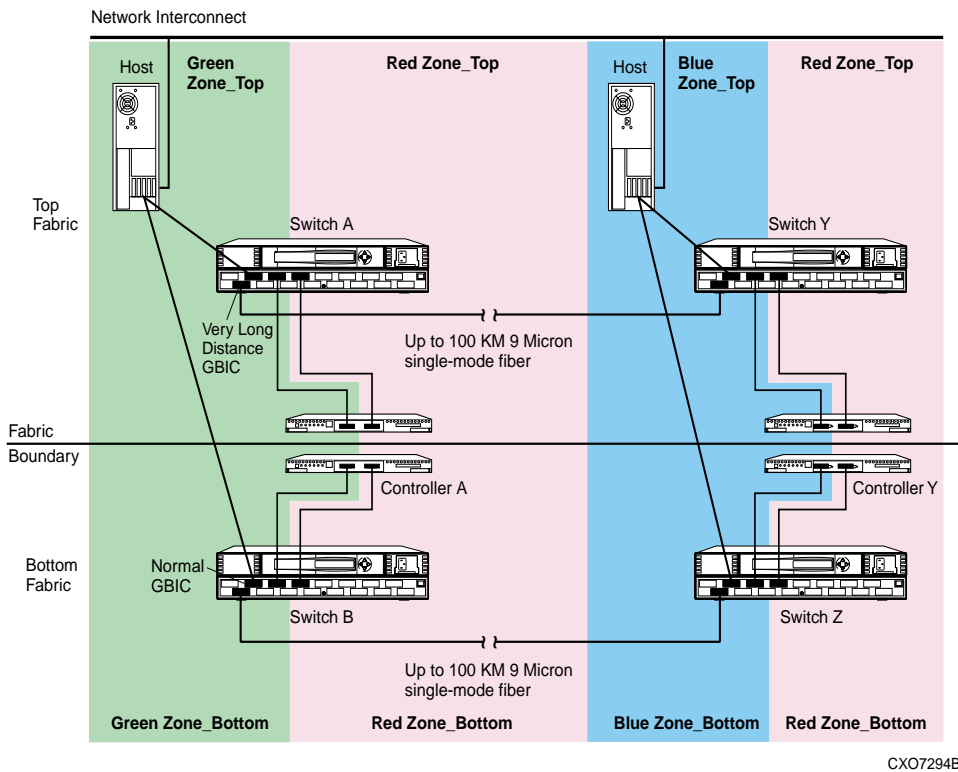 Network Interconnect
Host
Green
Zone_Top
Red Zone_Top
Host
Blue
Zone_Top
Red Zone_Top
Top
Fabric
Switch A
Switch Y
Very Long
Distance
GBIC
Up to 100 KM 9 Micron
single-mode fiber
Fabric
Boundary
Controller A
Controller Y
Bottom
Fabric
Normal
GBIC
Switch B
Switch Z
Up to 100 KM 9 Micron
single-mode fiber
Green Zone_Bottom
Red Zone_Bottom
Blue Zone_Bottom
Red Zone_Bottom
CXO7294B